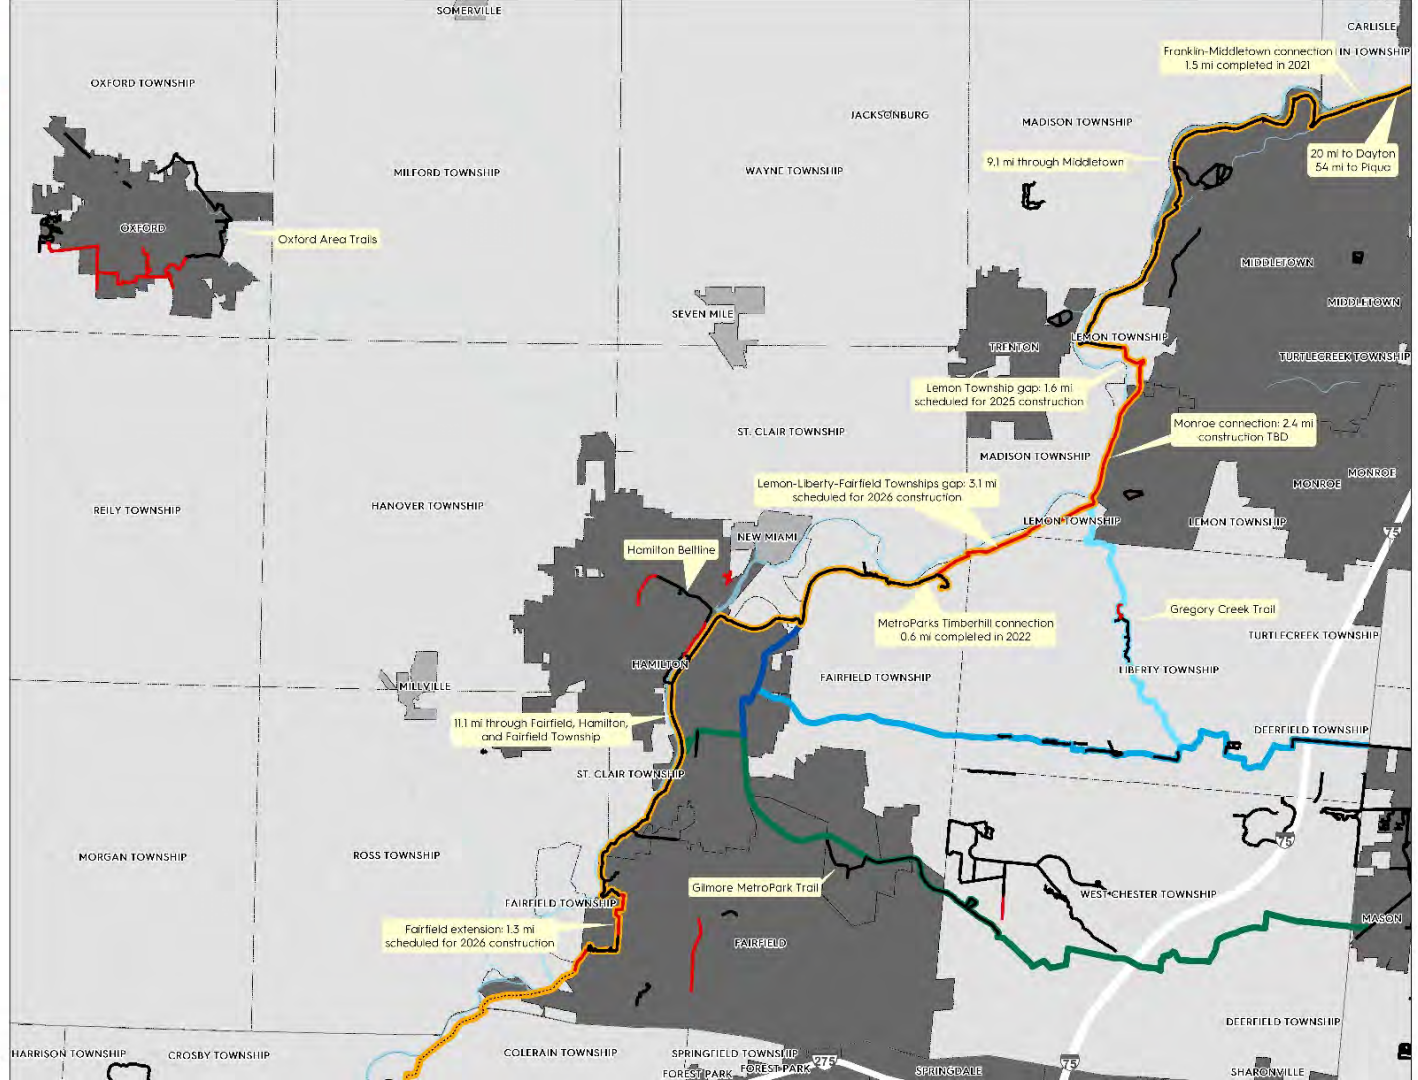 SOMERVILLE
CARLISLE
Franklin-Middletown connection
1.5 mi completed in 2021
IN TOWNSHIP
OXFORD TOWNSHIP
JACKSONBURG
MADISON TOWNSHIP
9.1 mi through Middletown
20 mi to Dayton
54 mi to Piqua
MILFORD TOWNSHIP
WAYNE TOWNSHIP
OXFORD
Oxford Area Trails
MIDDLETOWN
MIDDLETOWN
SEVEN MILE
LEMON TOWNSHIP
TRENTON
TURTLECREEK TOWNSHIP
Lemon Township gap: 1.6 mi
scheduled for 2025 construction
Monroe connection: 2.4 mi
construction TBD
ST. CLAIR TOWNSHIP
MADISON TOWNSHIP
MONROE
MONROE
Lemon-Liberty-Fairfield Townships gap: 3.1 mi
scheduled for 2026 construction
REILY TOWNSHIP
HANOVER TOWNSHIP
LEMON TOWNSHIP
LEMON TOWNSHIP
75
NEW MIAMI
Hamilton Beltline
MetroParks Timberhill connection
0.6 mi completed in 2022
Gregory Creek Trail
TURTLECREEK TOWNSHIP
HAMILTON
LIBERTY TOWNSHIP
FAIRFIELD TOWNSHIP
MILLVILLE
11.1 mi through Fairfield, Hamilton,
and Fairfield Township
DEERFIELD TOWNSHIP
ST. CLAIR TOWNSHIP
75
MORGAN TOWNSHIP
ROSS TOWNSHIP
Gilmore MetroPark Trail
WEST CHESTER TOWNSHIP
FAIRFIELD TOWNSHIP
MASON
Fairfield extension: 1.3 mi
scheduled for 2026 construction
FAIRFIELD
DEERFIELD TOWNSHIP
HARRISON TOWNSHIP
CROSBY TOWNSHIP
COLERAIN TOWNSHIP
SPRINGFIELD TOWNSHIP
275
75
FOREST PARK
FOREST PARK
SPRINGDALE
SHARONVILLE